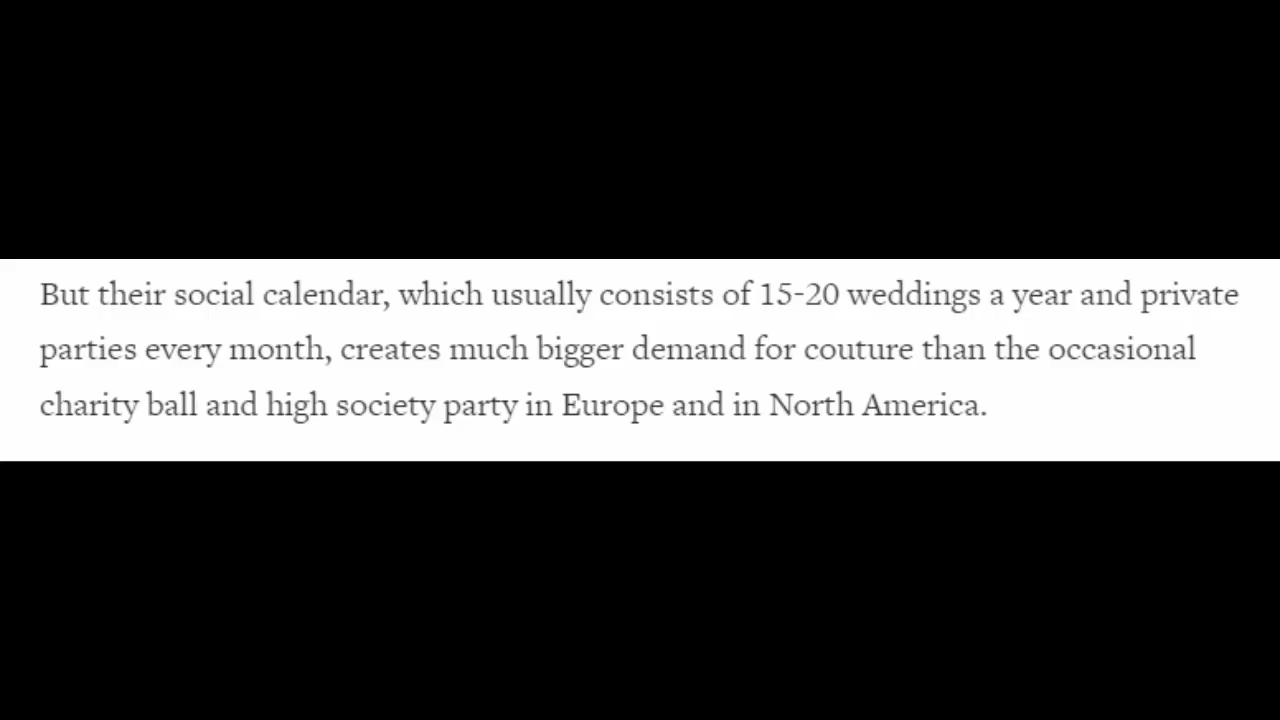 But their social calendar, which usually consists of 15-20 weddings a year and private
parties every month, creates much bigger demand for couture than the occasional
charity ball and high society party in Europe and in North America.